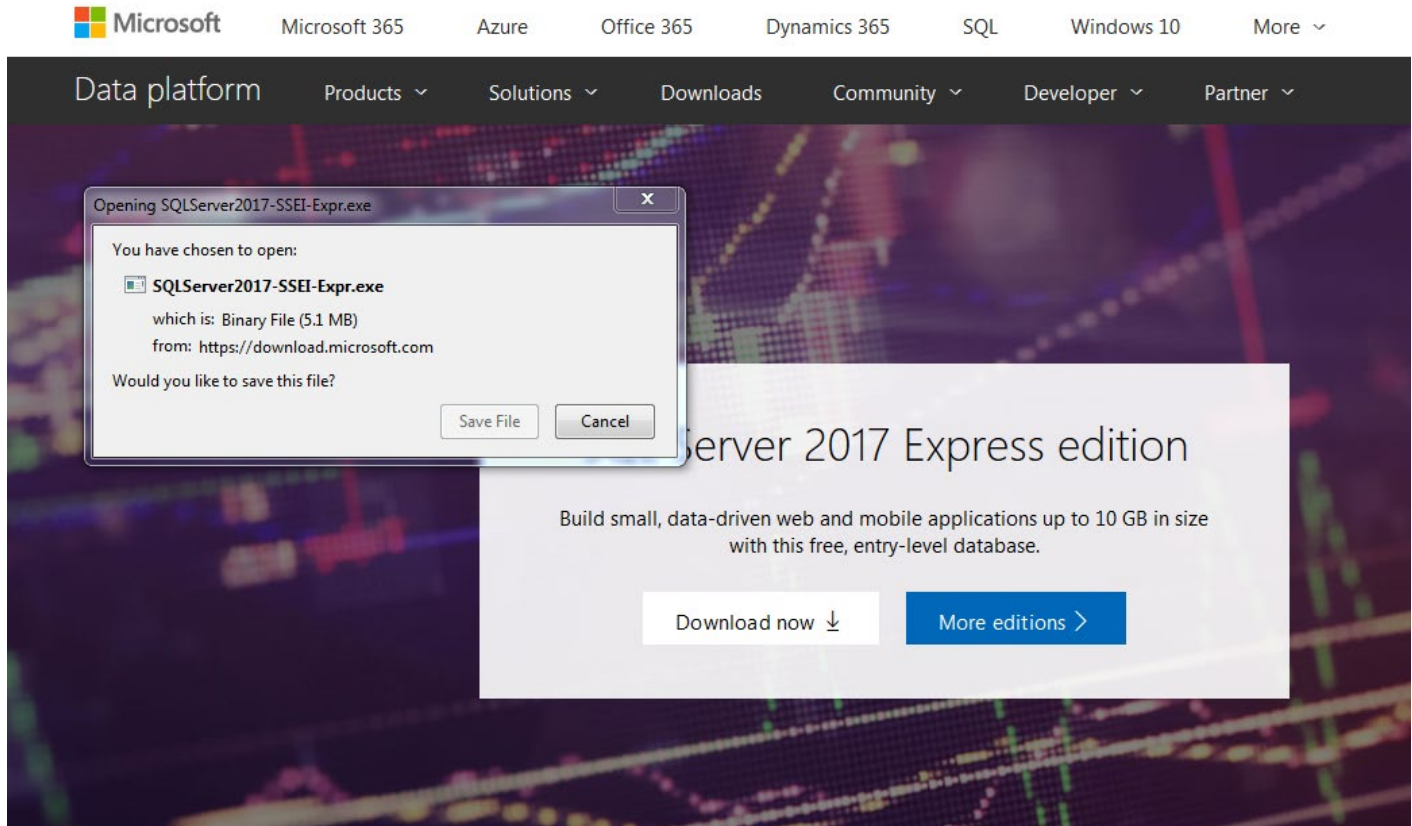 Microsoft Microsoft 365 Azure Office 365 Dynamics 365 SQL Windows 10 More
Data platform Products Solutions Downloads Community Developer Partner
Opening SQLServer2017-SSEI-Expr.exe
You have chosen to open:
SQLServer2017-SSEI-Expr.exe
which is: Binary File (5.1 MB)
from: https://download.microsoft.com
Would you like to save this file?
Save File Cancel
Server 2017 Express edition
Build small, data-driven web and mobile applications up to 10 GB in size
with this free, entry-level database.
Download now More editions